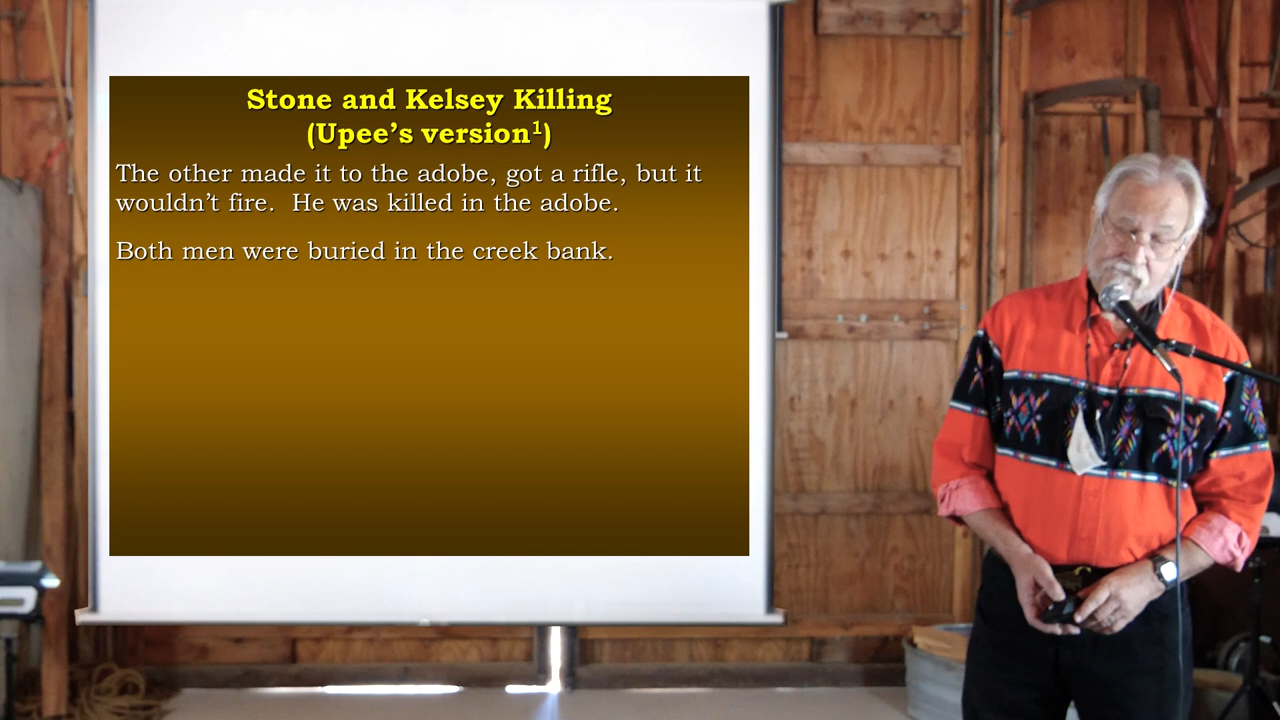 Stone and Kelsey Killing
(Upee’s version¹)
The other made it to the adobe, got a rifle, but it
wouldn’t fire.  He was killed in the adobe.
Both men were buried in the creek bank.